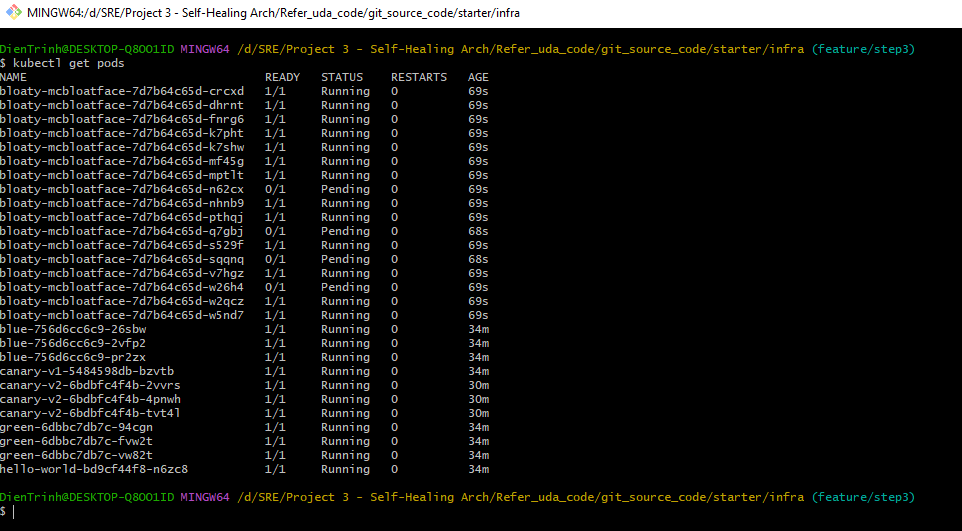 MINGW64:/d/SRE/Project 3 - Self-Healing Arch/Refer_uda_code/git_source_code/starter/infra
DienTrinh@DESKTOP-Q8OO1ID MINGW64 /d/SRE/Project 3 - Self-Healing Arch/Refer_uda_code/git_source_code/starter/infra (feature/step3)
$ kubectl get pods
NAME READY STATUS RESTARTS AGE
bloaty-mcbloatface-7d7b64c65d-crcxd 1/1 Running 0 69s
bloaty-mcbloatface-7d7b64c65d-dhrnt 1/1 Running 0 69s
bloaty-mcbloatface-7d7b64c65d-fnrg6 1/1 Running 0 69s
bloaty-mcbloatface-7d7b64c65d-k7pht 1/1 Running 0 69s
bloaty-mcbloatface-7d7b64c65d-k7shw 1/1 Running 0 69s
bloaty-mcbloatface-7d7b64c65d-mf45g 1/1 Running 0 69s
bloaty-mcbloatface-7d7b64c65d-mptlt 1/1 Running 0 69s
bloaty-mcbloatface-7d7b64c65d-n62cx 0/1 Pending 0 69s
bloaty-mcbloatface-7d7b64c65d-nhnb9 1/1 Running 0 69s
bloaty-mcbloatface-7d7b64c65d-pthqj 1/1 Running 0 69s
bloaty-mcbloatface-7d7b64c65d-q7gbj 0/1 Pending 0 68s
bloaty-mcbloatface-7d7b64c65d-s529f 1/1 Running 0 69s
bloaty-mcbloatface-7d7b64c65d-sqqnq 0/1 Pending 0 68s
bloaty-mcbloatface-7d7b64c65d-v7hgz 1/1 Running 0 69s
bloaty-mcbloatface-7d7b64c65d-w26h4 0/1 Pending 0 69s
bloaty-mcbloatface-7d7b64c65d-w2qcz 1/1 Running 0 69s
bloaty-mcbloatface-7d7b64c65d-w5nd7 1/1 Running 0 69s
blue-756d6cc6c9-26sbw 1/1 Running 0 34m
blue-756d6cc6c9-2vfp2 1/1 Running 0 34m
blue-756d6cc6c9-pr2zx 1/1 Running 0 34m
canary-v1-5484598db-bzvtb 1/1 Running 0 34m
canary-v2-6bdbfc4f4b-2vvrs 1/1 Running 0 30m
canary-v2-6bdbfc4f4b-4pnwh 1/1 Running 0 30m
canary-v2-6bdbfc4f4b-tvt4l 1/1 Running 0 30m
green-6dbbc7db7c-94cgn 1/1 Running 0 34m
green-6dbbc7db7c-fvw2t 1/1 Running 0 34m
green-6dbbc7db7c-vw82t 1/1 Running 0 34m
hello-world-bd9cf44f8-n6zc8 1/1 Running 0 34m
DienTrinh@DESKTOP-Q8OO1ID MINGW64 /d/SRE/Project 3 - Self-Healing Arch/Refer_uda_code/git_source_code/starter/infra (feature/step3)
$